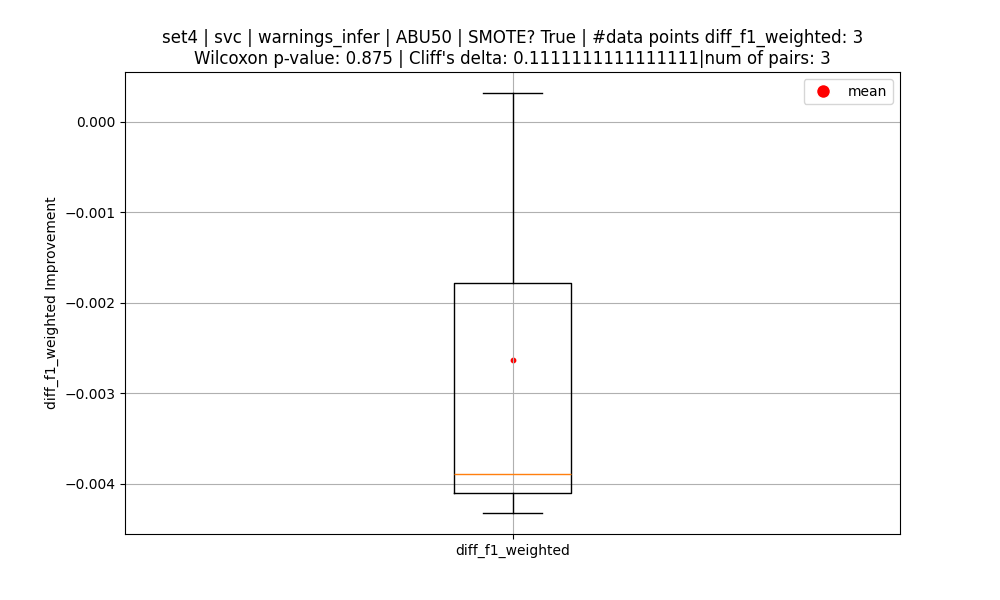 set4 | svc | warnings_infer | ABU50 | SMOTE? True | #data points diff_f1_weighted: 3
Wilcoxon p-value: 0.875 | Cliff's delta: 0.1111111111111111|num of pairs: 3
mean
0.000
−0.001
−0.002
−0.003
−0.004
diff_f1_weighted Improvement
diff_f1_weighted